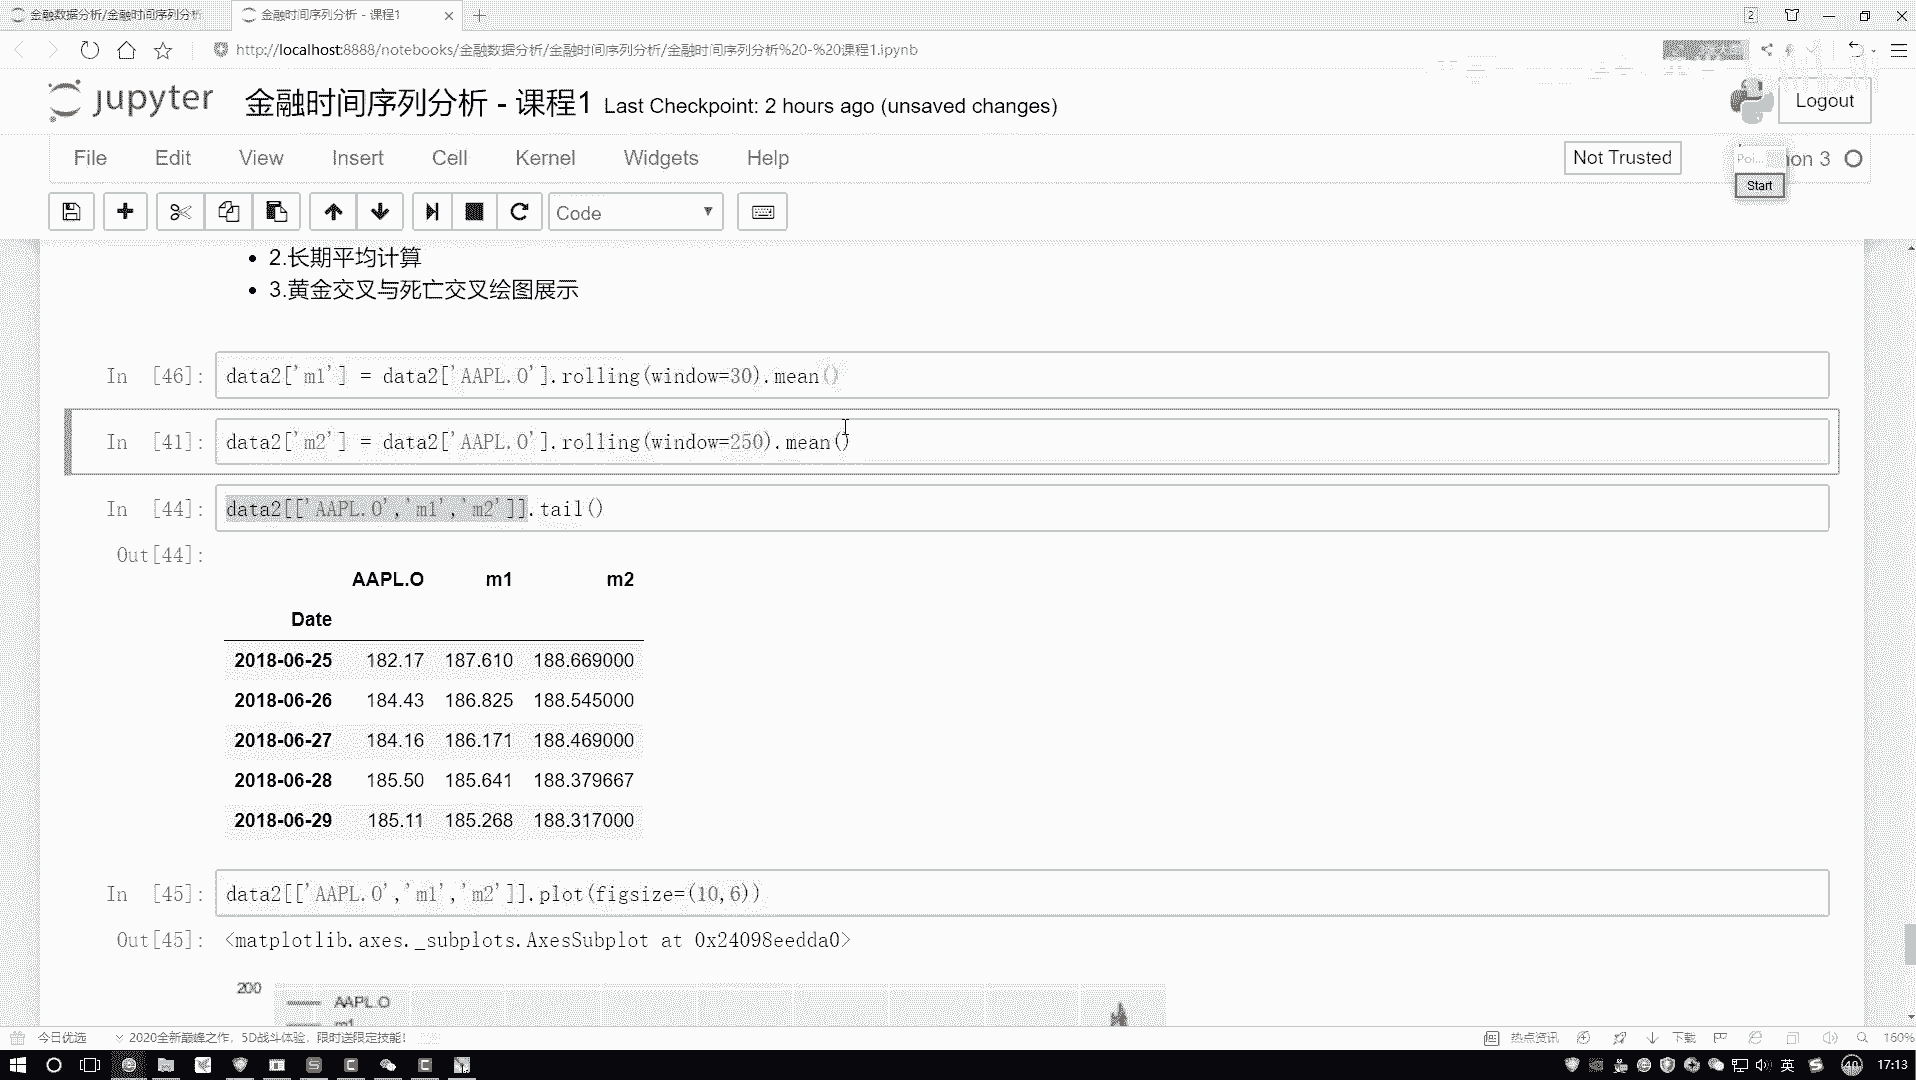 金融数据分析/金融时间序列分析
金融时间序列分析 - 课程1
2
http://localhost:8888/notebooks/金融数据分析/金融时间序列分析/金融时间序列分析%20-%20课程1.ipynb
jupyter 金融时间序列分析 - 课程1 Last Checkpoint: 2 hours ago (unsaved changes)
Logout
File Edit View Insert Cell Kernel Widgets Help
Not Trusted
Poi... on 3
Start
Code
2.长期平均计算
3.黄金交叉与死亡交叉绘图展示
In [46]: data2['m1'] = data2['AAPL.O'].rolling(window=30).mean()
In [41]: data2['m2'] = data2['AAPL.O'].rolling(window=250).mean()
In [44]: data2[['AAPL.O','m1','m2']].tail()
Out[44]:
AAPL.O m1 m2
Date
2018-06-25 182.17 187.610 188.669000
2018-06-26 184.43 186.825 188.545000
2018-06-27 184.16 186.171 188.469000
2018-06-28 185.50 185.641 188.379667
2018-06-29 185.11 185.268 188.317000
In [45]: data2[['AAPL.O','m1','m2']].plot(figsize=(10,6))
Out[45]: <matplotlib.axes._subplots.AxesSubplot at 0x24098eedda0>
200
AAPL.O
m1
今日优选 2020全新巅峰之作，5D战斗体验，限时送限定技能！
热点资讯 下载 160%
英 40 17:13